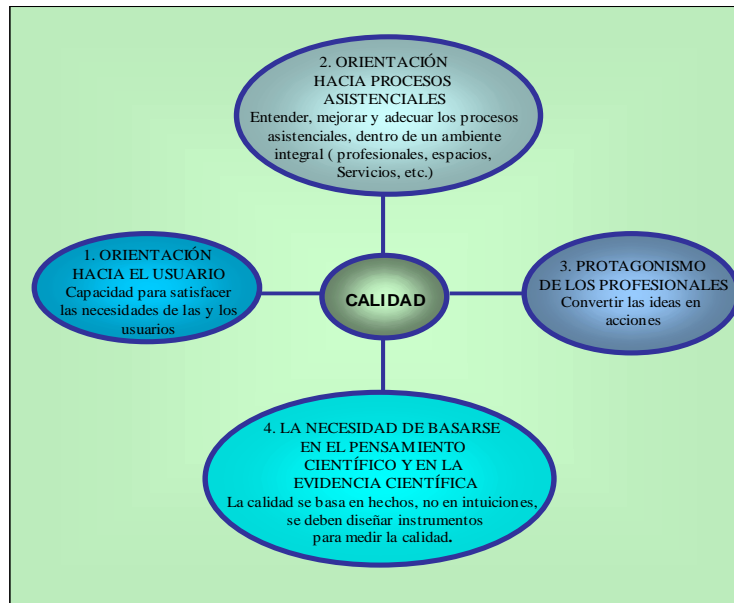 2. ORIENTACIÓN
HACIA PROCESOS
ASISTENCIALES
Entender, mejorar y adecuar los procesos
asistenciales, dentro de un ambiente
integral ( profesionales, espacios,
Servicios, etc.)
1. ORIENTACIÓN
HACIA EL USUARIO
Capacidad para satisfacer
las necesidades de las y los
usuarios
CALIDAD
3. PROTAGONISMO
DE LOS PROFESIONALES
Convertir las ideas en
acciones
4. LA NECESIDAD DE BASARSE
EN EL PENSAMIENTO
CIENTÍFICO Y EN LA
EVIDENCIA CIENTÍFICA
La calidad se basa en hechos, no en intuiciones,
se deben diseñar instrumentos
para medir la calidad.